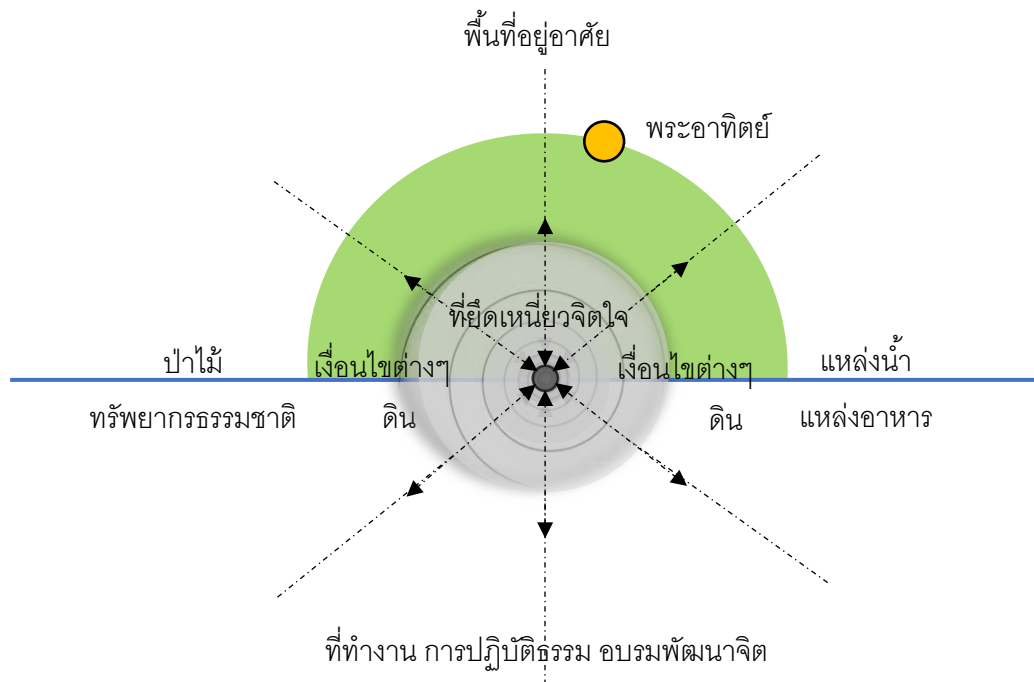 พื้นที่อยู่อาศัย
พระอาทิตย์
ที่ยึดเหนี่ยวจิตใจ
ป่าไม้
เงื่อนไขต่างๆ
เงื่อนไขต่างๆ
แหล่งน้ำ
ทรัพยากรธรรมชาติ
ดิน
ดิน
แหล่งอาหาร
ที่ทำงาน การปฏิบัติธรรม อบรมพัฒนาจิต